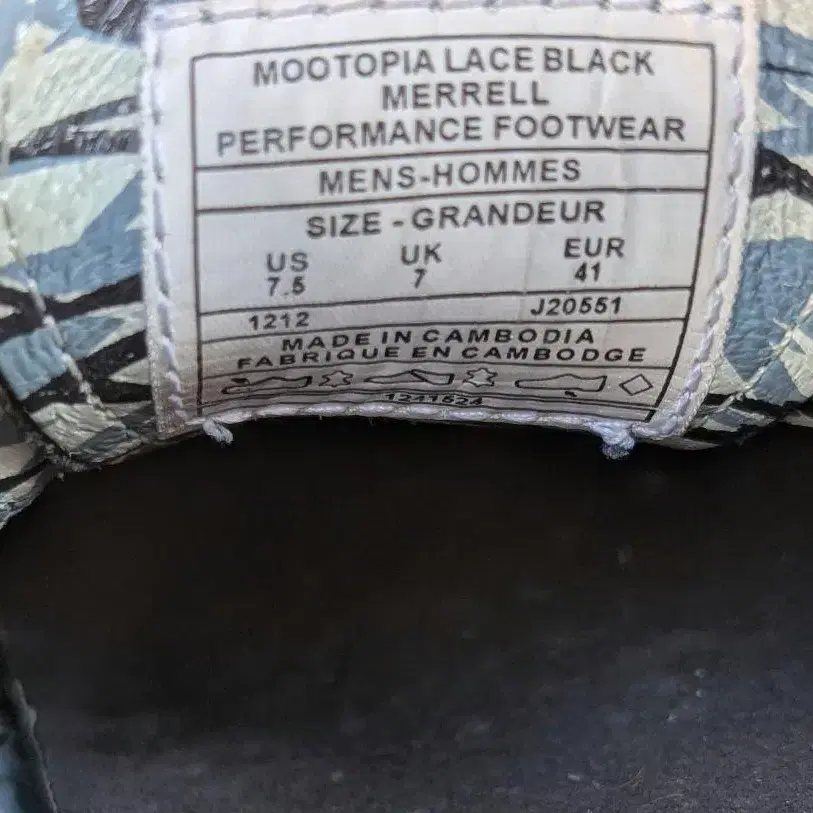 MOOTOPIA LACE BLACK
MERRELL
PERFORMANCE FOOTWEAR
MENS-HOMMES
SIZE - GRANDEUR
US UK EUR
7.5 7 41
1212 J20551
MADE IN CAMBODIA
FABRIQUE EN CAMBODGE
1241524